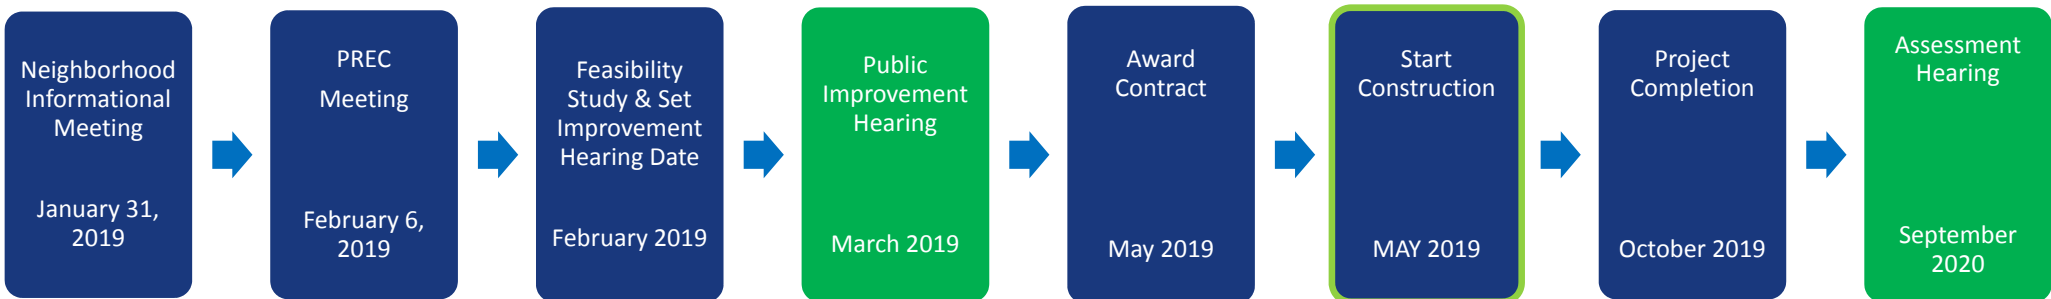 Neighborhood
Informational
Meeting
January 31,
2019
PREC
Meeting
February 6,
2019
Feasibility
Study & Set
Improvement
Hearing Date
February 2019
Public
Improvement
Hearing
March 2019
Award
Contract
May 2019
Start
Construction
MAY 2019
Project
Completion
October 2019
Assessment
Hearing
September
2020